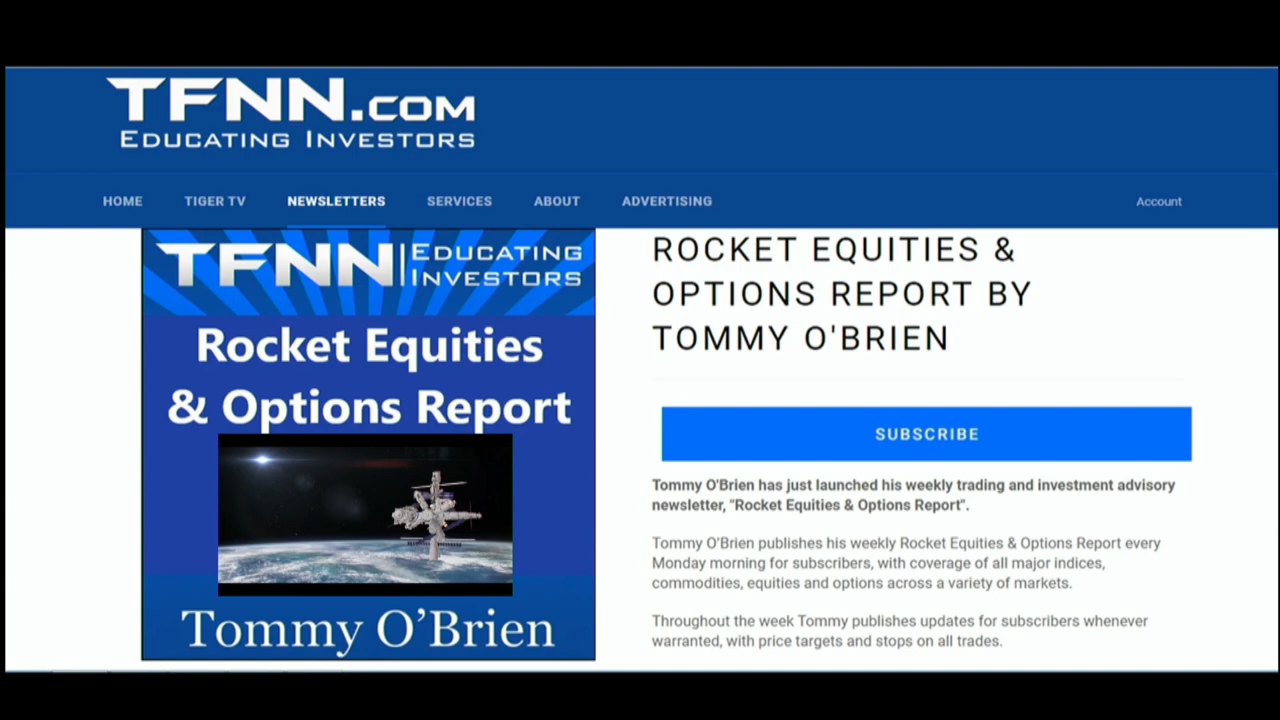 TFNN.COM
EDUCATING INVESTORS
HOME TIGER TV NEWSLETTERS SERVICES ABOUT ADVERTISING Account
TFNN EDUCATING
INVESTORS
Rocket Equities
& Options Report
Tommy O’Brien
ROCKET EQUITIES &
OPTIONS REPORT BY
TOMMY O'BRIEN
SUBSCRIBE
Tommy O'Brien has just launched his weekly trading and investment advisory
newsletter, "Rocket Equities & Options Report".
Tommy O'Brien publishes his weekly Rocket Equities & Options Report every
Monday morning for subscribers, with coverage of all major indices,
commodities, equities and options across a variety of markets.
Throughout the week Tommy publishes updates for subscribers whenever
warranted, with price targets and stops on all trades.